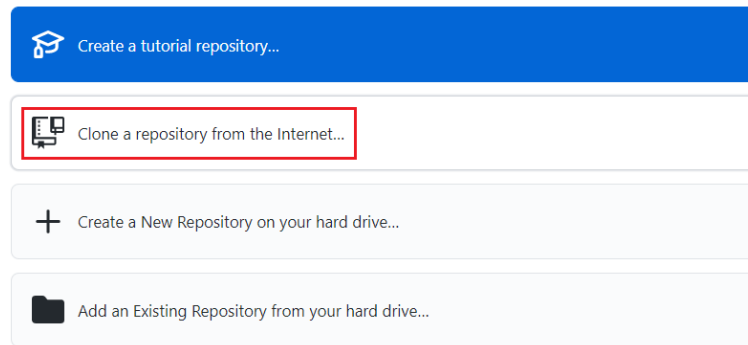 Create a tutorial repository...
Clone a repository from the Internet...
Create a New Repository on your hard drive...
Add an Existing Repository from your hard drive...